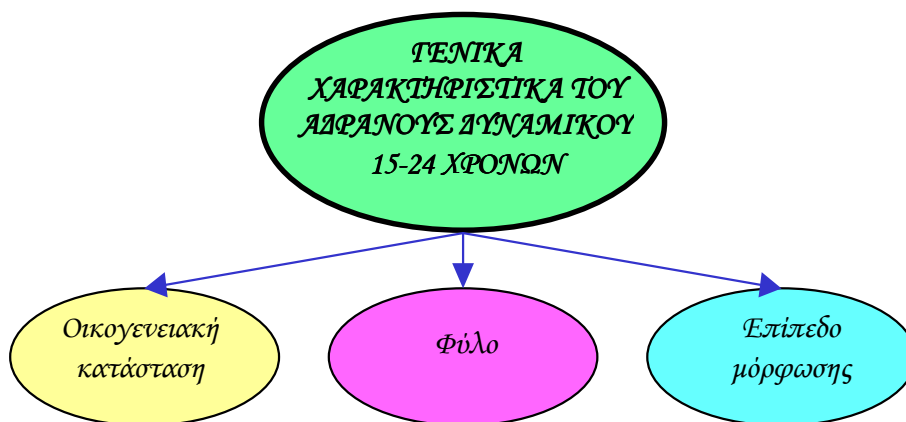 ΓΕΝΙΚΑ
ΧΑΡΑΚΤΗΡΙΣΤΙΚΑ ΤΟΥ
ΑΔΡΑΝΟΥΣ ΔΥΝΑΜΙΚΟΥ
15-24 ΧΡΟΝΩΝ
Οικογενειακή
κατάσταση
Φύλο
Επίπεδο
μόρφωσης